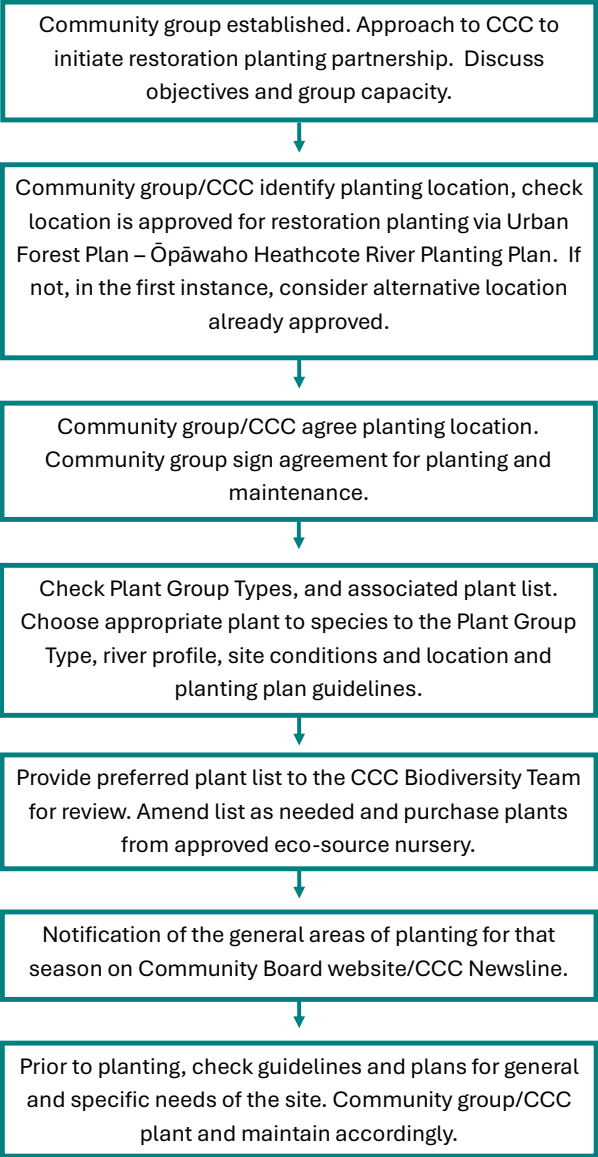 Community group established. Approach to CCC to
initiate restoration planting partnership.  Discuss
objectives and group capacity.
Community group/CCC identify planting location, check
location is approved for restoration planting via Urban
Forest Plan – Ōpāwaho Heathcote River Planting Plan.  If
not, in the first instance, consider alternative location
already approved.
Community group/CCC agree planting location.
Community group sign agreement for planting and
maintenance.
Check Plant Group Types, and associated plant list.
Choose appropriate plant to species to the Plant Group
Type, river profile, site conditions and location and
planting plan guidelines.
Provide preferred plant list to the CCC Biodiversity Team
for review. Amend list as needed and purchase plants
from approved eco-source nursery.
Notification of the general areas of planting for that
season on Community Board website/CCC Newsline.
Prior to planting, check guidelines and plans for general
and specific needs of the site. Community group/CCC
plant and maintain accordingly.